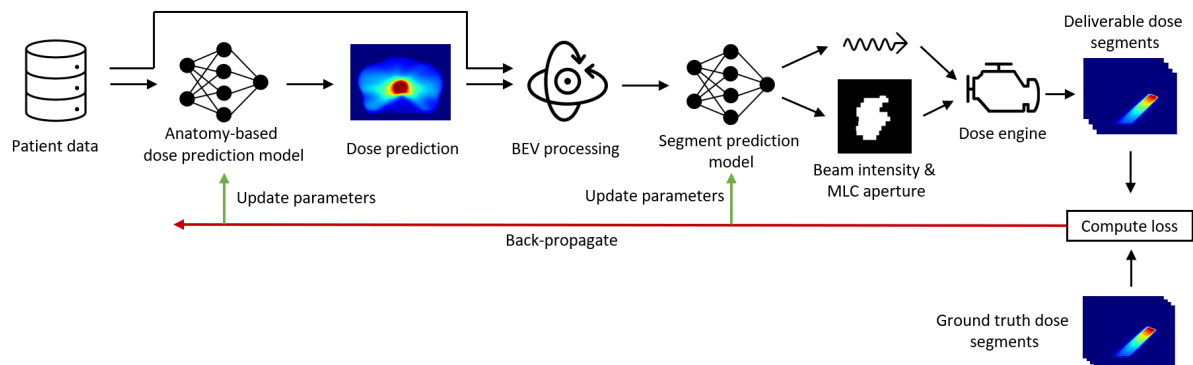 Deliverable dose
segments
Patient data
Anatomy-based
dose prediction model
Dose prediction
BEV processing
Segment prediction
model
Beam intensity &
MLC aperture
Dose engine
Update parameters
Update parameters
Back-propagate
Compute loss
Ground truth dose
segments